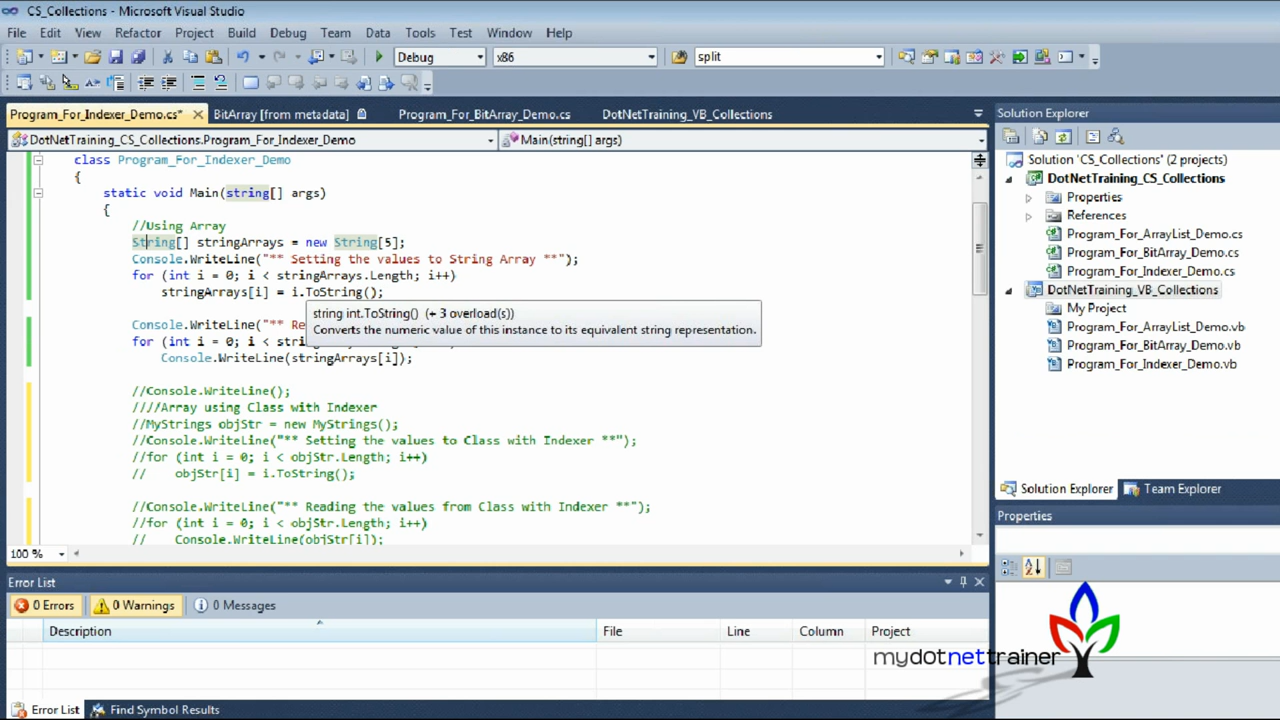 CS_Collections - Microsoft Visual Studio
File Edit View Refactor Project Build Debug Team Data Tools Test Window Help
Debug x86 split
Program_For_Indexer_Demo.cs* BitArray [from metadata] Program_For_BitArray_Demo.cs DotNetTraining_VB_Collections
DotNetTraining_CS_Collections.Program_For_Indexer_Demo Main(string[] args)
class Program_For_Indexer_Demo
{
static void Main(string[] args)
{
//Using Array
String[] stringArrays = new String[5];
Console.WriteLine("** Setting the values to String Array **");
for (int i = 0; i < stringArrays.Length; i++)
stringArrays[i] = i.ToString();
string int.ToString() (+ 3 overload(s))
Converts the numeric value of this instance to its equivalent string representation.
Console.WriteLine("** Re
for (int i = 0; i < stri
Console.WriteLine(stringArrays[i]);
//Console.WriteLine();
////Array using Class with Indexer
//MyStrings objStr = new MyStrings();
//Console.WriteLine("** Setting the values to Class with Indexer **");
//for (int i = 0; i < objStr.Length; i++)
// objStr[i] = i.ToString();
//Console.WriteLine("** Reading the values from Class with Indexer **");
//for (int i = 0; i < objStr.Length; i++)
// Console.WriteLine(objStr[i]);
100 %
Solution Explorer
Solution 'CS_Collections' (2 projects)
DotNetTraining_CS_Collections
Properties
References
Program_For_ArrayList_Demo.cs
Program_For_BitArray_Demo.cs
Program_For_Indexer_Demo.cs
DotNetTraining_VB_Collections
My Project
Program_For_ArrayList_Demo.vb
Program_For_BitArray_Demo.vb
Program_For_Indexer_Demo.vb
Solution Explorer Team Explorer
Properties
Error List
0 Errors 0 Warnings 0 Messages
Description File Line Column Project
Error List Find Symbol Results
mydotnettrainer